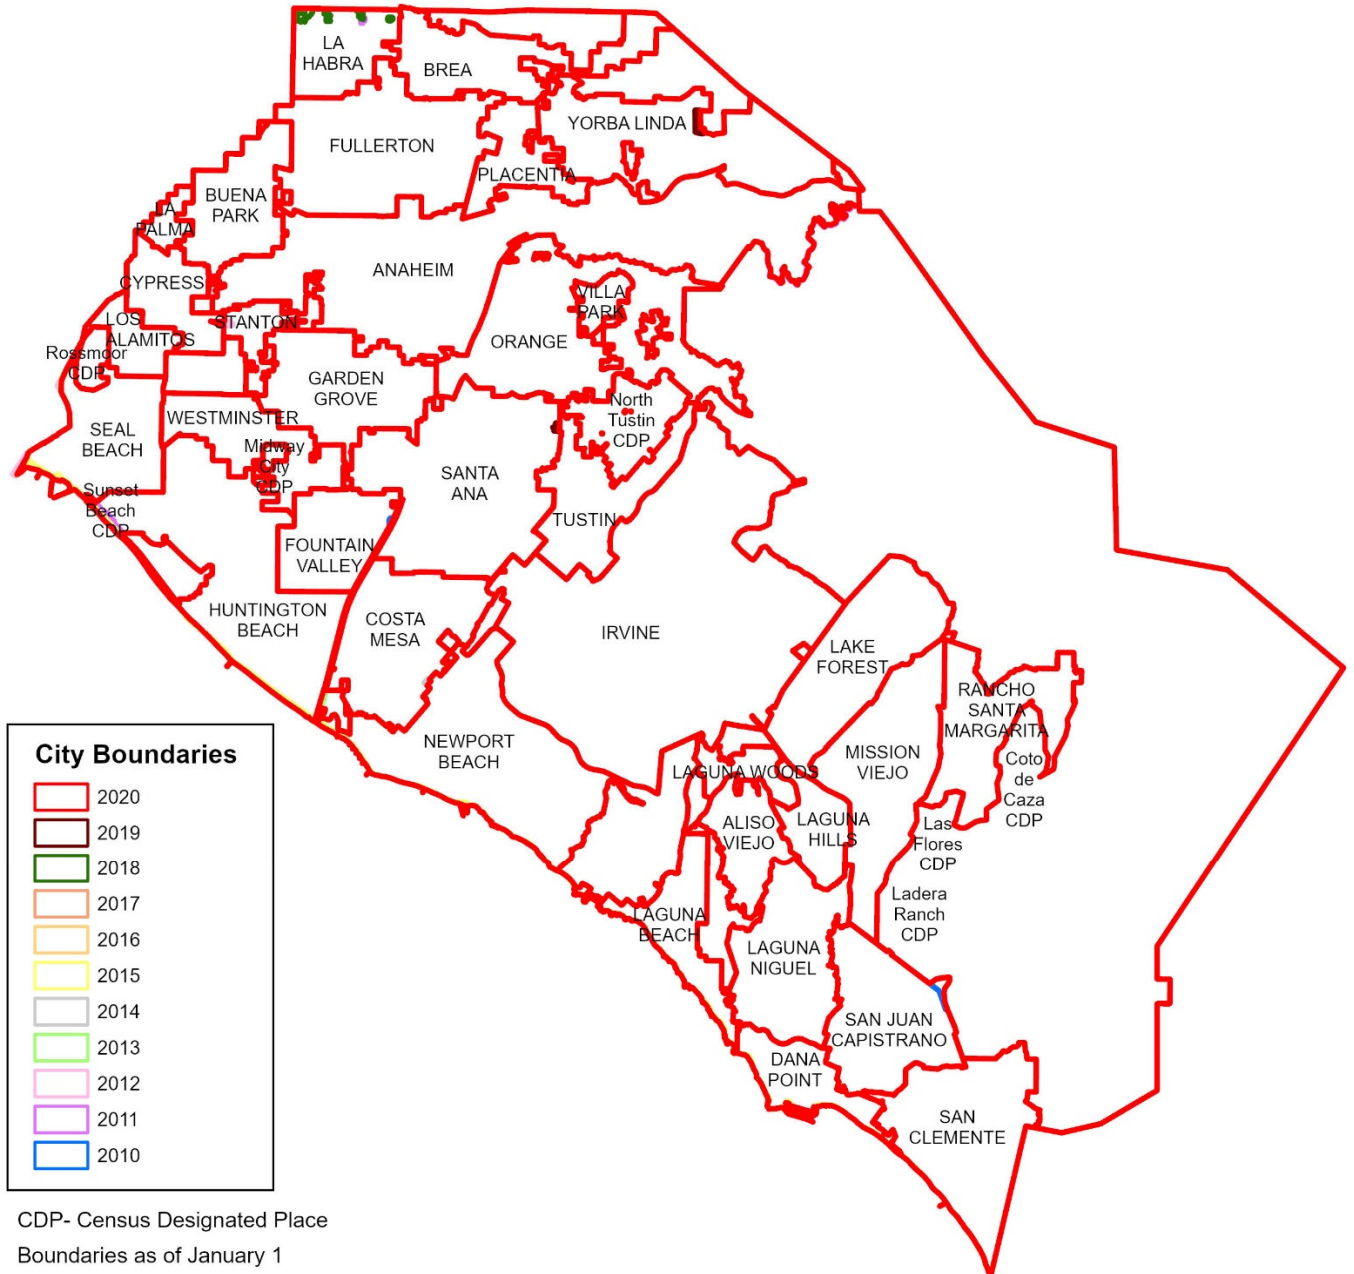 LA
HABRA
BREA
YORBA LINDA
FULLERTON
PLACENTIA
BUENA
PARK
LA
PALMA
ANAHEIM
CYPRESS
VILLA
PARK
STANTON
LOS
ALAMITOS
ORANGE
Rossmoor
CDP
GARDEN
GROVE
North
Tustin
CDP
WESTMINSTER
SEAL
BEACH
Midway
City
CDP
SANTA
ANA
Sunset
Beach
CDP
TUSTIN
FOUNTAIN
VALLEY
HUNTINGTON
BEACH
COSTA
MESA
IRVINE
LAKE
FOREST
RANCHO
SANTA
MARGARITA
NEWPORT
BEACH
MISSION
VIEJO
LAGUNA WOODS
Coto
de
Caza
CDP
ALISO
VIEJO
LAGUNA
HILLS
Las
Flores
CDP
Ladera
Ranch
CDP
LAGUNA
BEACH
LAGUNA
NIGUEL
SAN JUAN
CAPISTRANO
DANA
POINT
SAN
CLEMENTE
City Boundaries
2020
2019
2018
2017
2016
2015
2014
2013
2012
2011
2010
CDP- Census Designated Place
Boundaries as of January 1